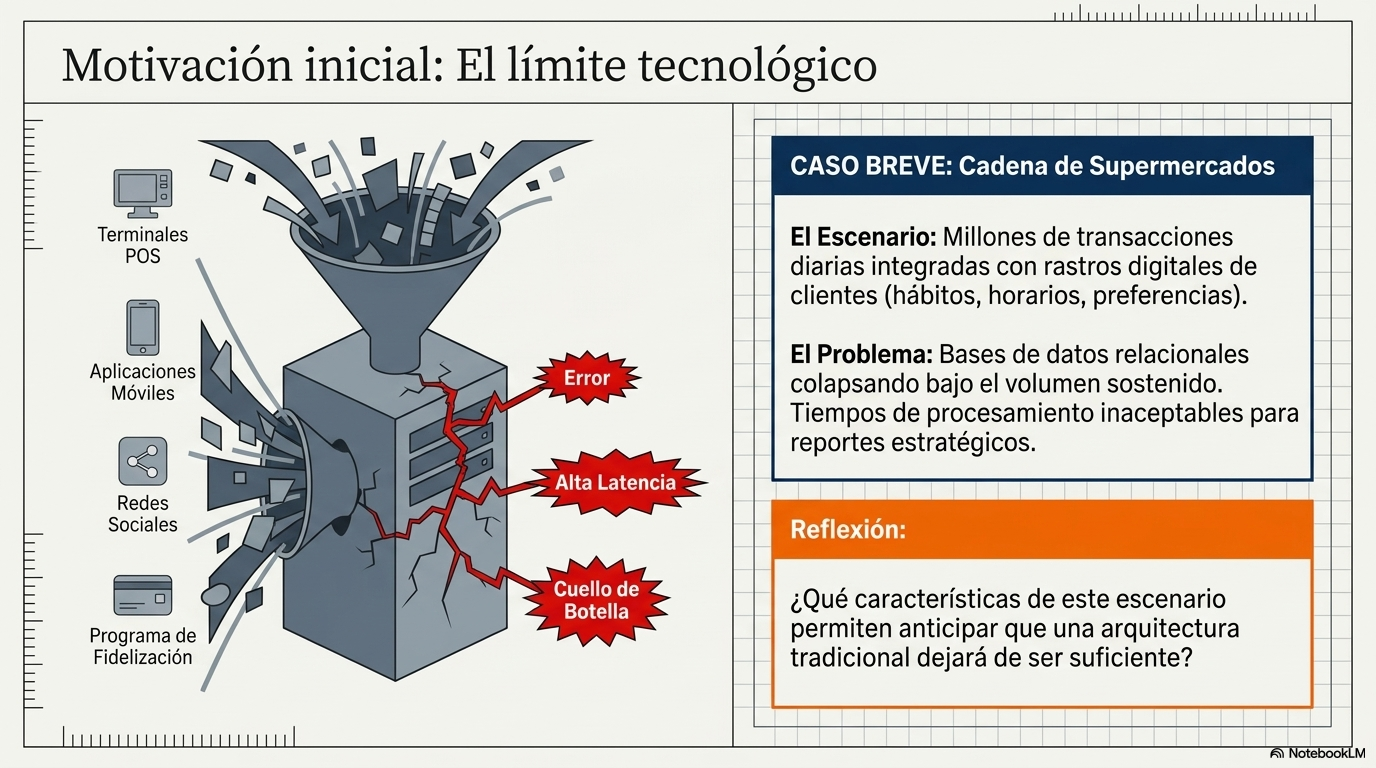 Motivación inicial: El límite tecnológico
Terminales
POS
Aplicaciones
Móviles
Redes
Sociales
Programa de
Fidelización
Error
Alta Latencia
Cuello de
Botella
CASO BREVE: Cadena de Supermercados
El Escenario: Millones de transacciones
diarias integradas con rastros digitales de
clientes (hábitos, horarios, preferencias).
El Problema: Bases de datos relacionales
colapsando bajo el volumen sostenido.
Tiempos de procesamiento inaceptables para
reportes estratégicos.
Reflexión:
¿Qué características de este escenario
permiten anticipar que una arquitectura
tradicional dejará de ser suficiente?
NotebookLM